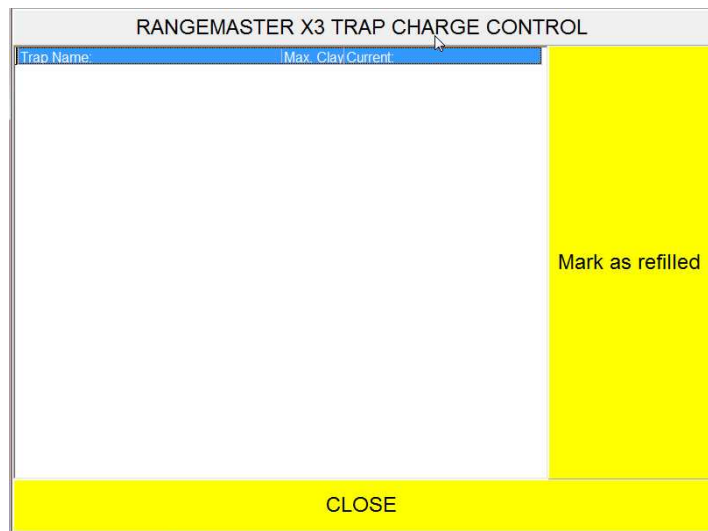 RANGEMASTER X3 TRAP CHARGE CONTROL
Trap Name: Max. Clay Current:
Mark as refilled
CLOSE